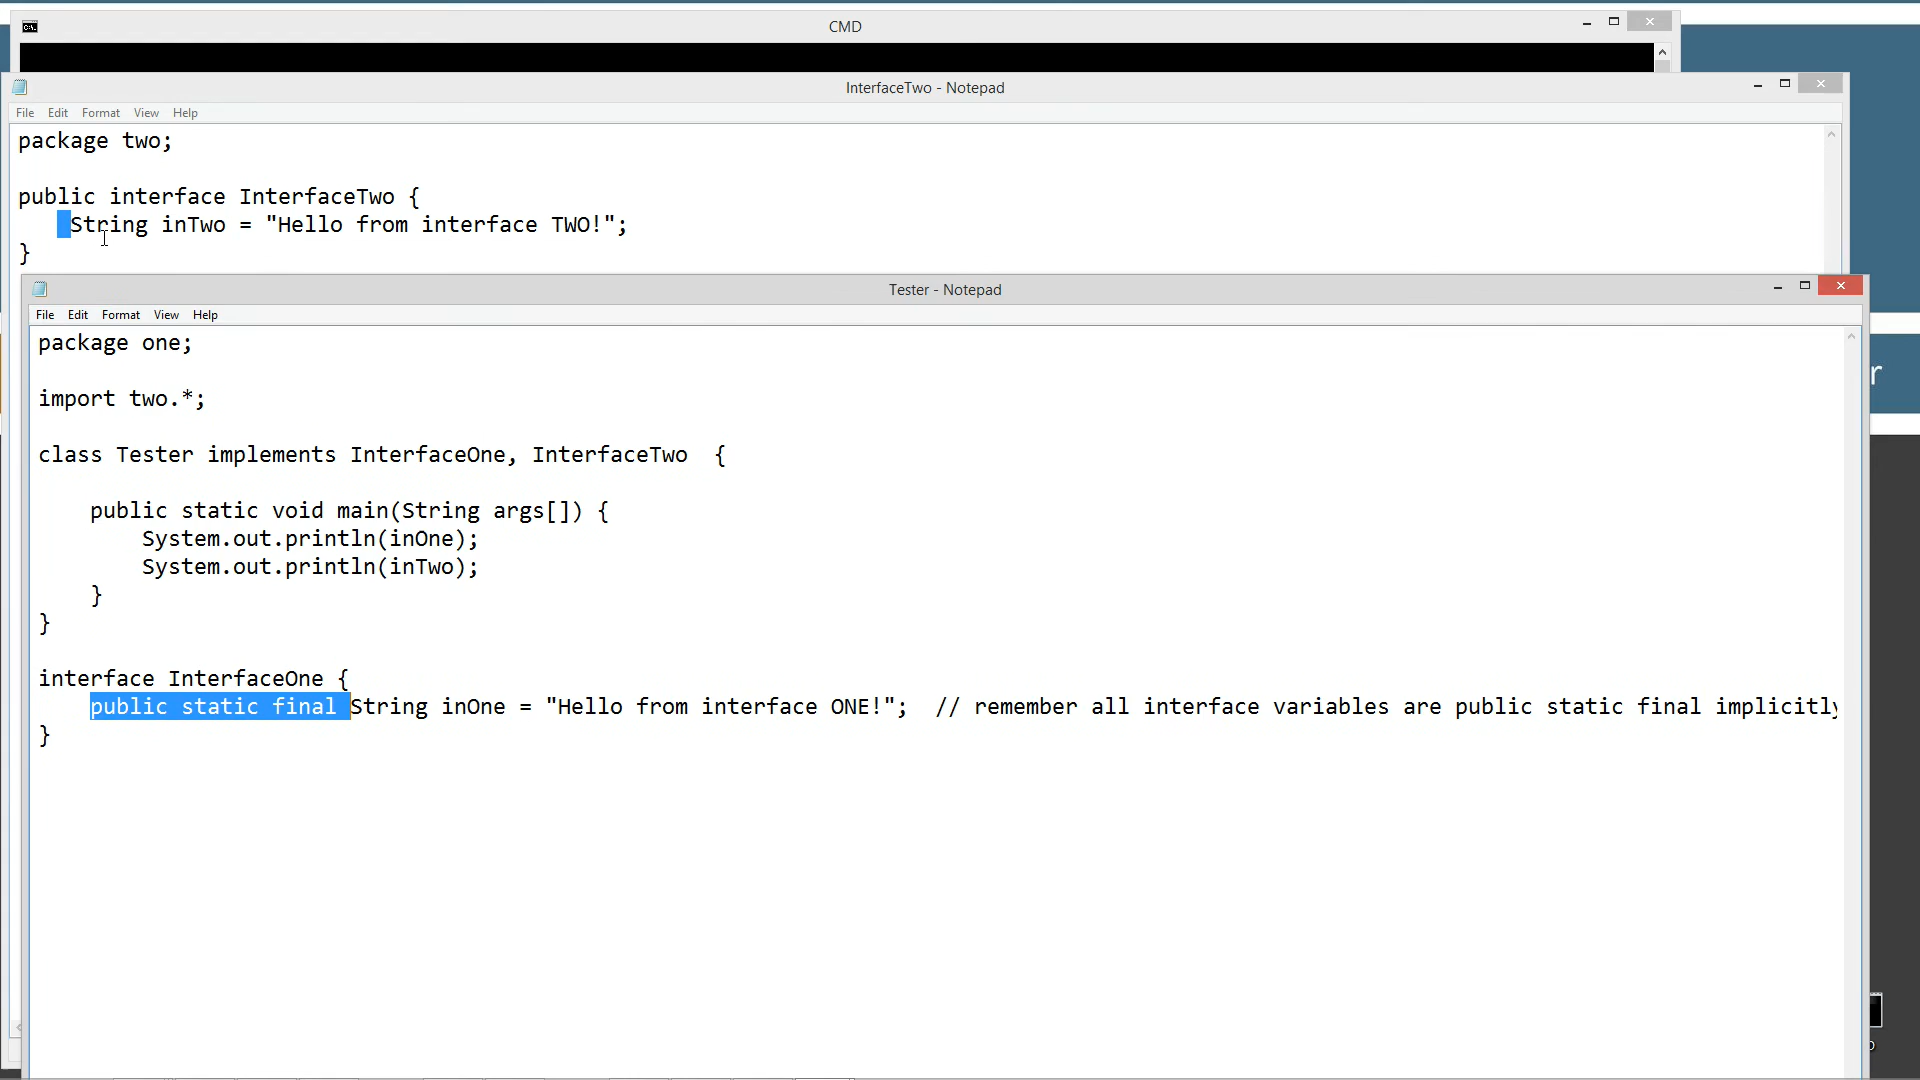 CMD
InterfaceTwo - Notepad
File Edit Format View Help
package two;
public interface InterfaceTwo {
String inTwo = "Hello from interface TWO!";
}
Tester - Notepad
File Edit Format View Help
package one;
import two.*;
class Tester implements InterfaceOne, InterfaceTwo {
public static void main(String args[]) {
System.out.println(inOne);
System.out.println(inTwo);
}
}
interface InterfaceOne {
public static final String inOne = "Hello from interface ONE!"; // remember all interface variables are public static final implicitly
}
r